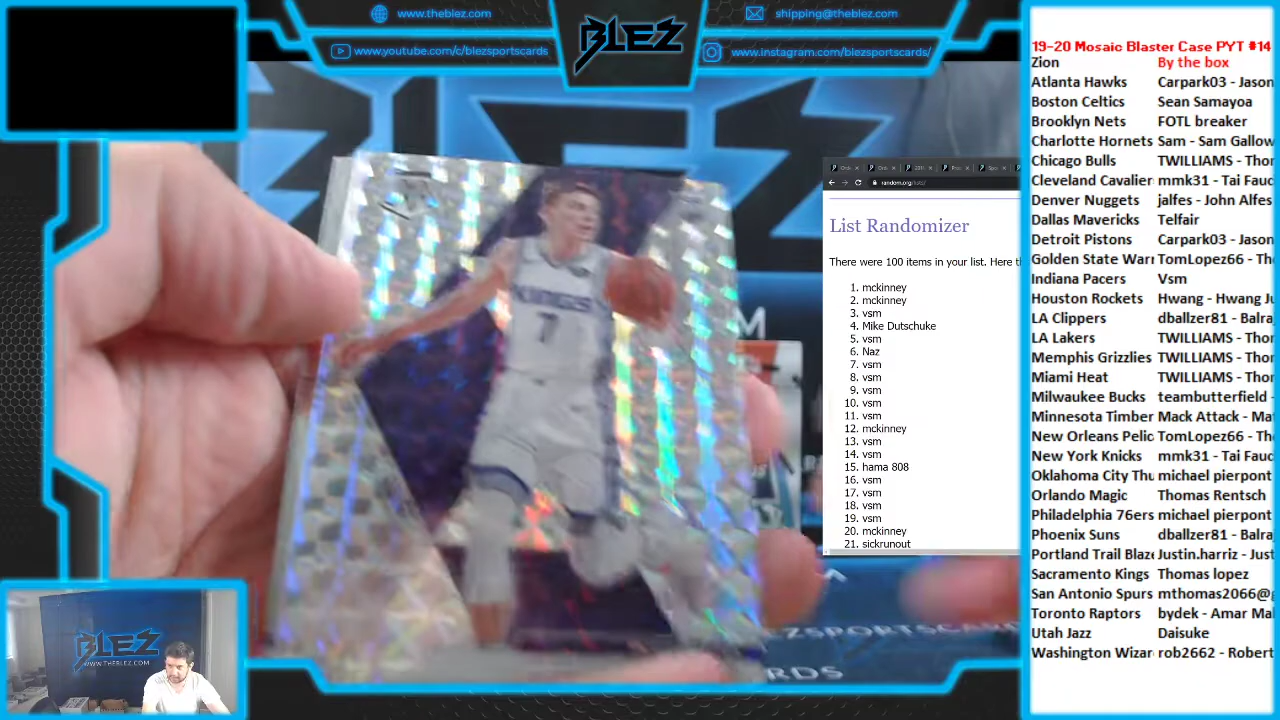 www.theblez.com
shipping@theblez.com
BLEZ
www.youtube.com/c/blezsportscards
www.instagram.com/blezsportscards/
19-20 Mosaic Blaster Case PYT #14
Zion By the box
Atlanta Hawks Carpark03 - Jason
Boston Celtics Sean Samayoa
Brooklyn Nets FOTL breaker
Charlotte Hornets Sam - Sam Gallow
Chicago Bulls TWILLIAMS - Thor
Cleveland Cavalier mmk31 - Tai Fauc
Denver Nuggets jalfes - John Alfes
Dallas Mavericks Telfair
Detroit Pistons Carpark03 - Jason
Golden State Warr TomLopez66 - Th
Indiana Pacers Vsm
Houston Rockets Hwang - Hwang Ju
LA Clippers dballzer81 - Balra
LA Lakers TWILLIAMS - Thor
Memphis Grizzlies TWILLIAMS - Thor
Miami Heat TWILLIAMS - Thor
Milwaukee Bucks teambutterfield -
Minnesota Timber Mack Attack - Ma
New Orleans Pelic TomLopez66 - Th
New York Knicks mmk31 - Tai Fauc
Oklahoma City Thu michael pierpont
Orlando Magic Thomas Rentsch
Philadelphia 76ers michael pierpont
Phoenix Suns dballzer81 - Balra
Portland Trail Blaz Justin.harriz - Just
Sacramento Kings Thomas lopez
San Antonio Spurs mthomas2066@g
Toronto Raptors bydek - Amar Mal
Utah Jazz Daisuke
Washington Wizar rob2662 - Robert
random.org
List Randomizer
There were 100 items in your list. Here
1. mckinney
2. mckinney
3. vsm
4. Mike Dutschuke
5. vsm
6. Naz
7. vsm
8. vsm
9. vsm
10. vsm
11. vsm
12. mckinney
13. vsm
14. vsm
15. hama 808
16. vsm
17. vsm
18. vsm
19. vsm
20. mckinney
21. sickrunout
KINGS
7
BLEZ
WWW.THEBLEZ.COM